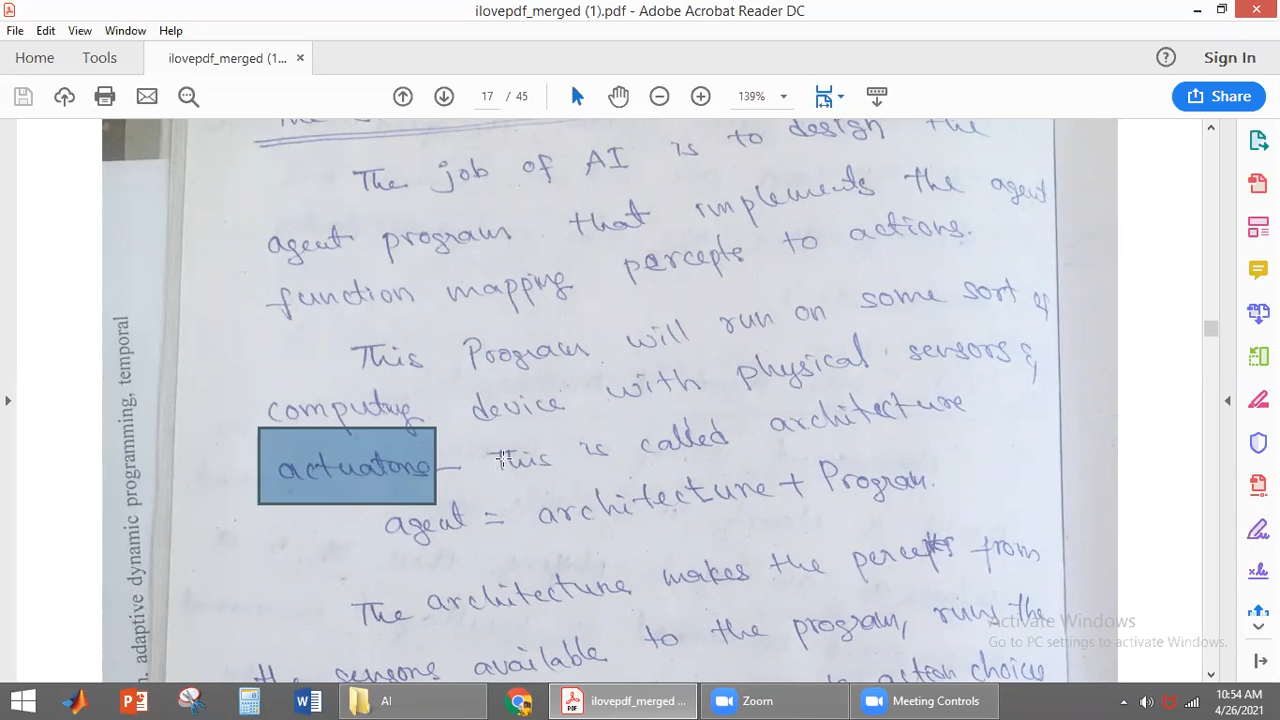 ilovepdf_merged (1).pdf - Adobe Acrobat Reader DC
File Edit View Window Help
Home Tools ilovepdf_merged (1... × Sign In
17 / 45 139% Share
to design the
The job of AI is to design the
agent program that implements the agent
function mapping percepts to actions.
This Program will run on some sort of
computing device with physical sensors &
actuators - This is called architecture
agent = architecture + Program.
The architecture makes the percepts from
the sensors available to the program, runs the
action choice
n, adaptive dynamic programming, temporal
Activate Windows
Go to PC settings to activate Windows.
AI ilovepdf_merged ... Zoom Meeting Controls
10:54 AM
4/26/2021